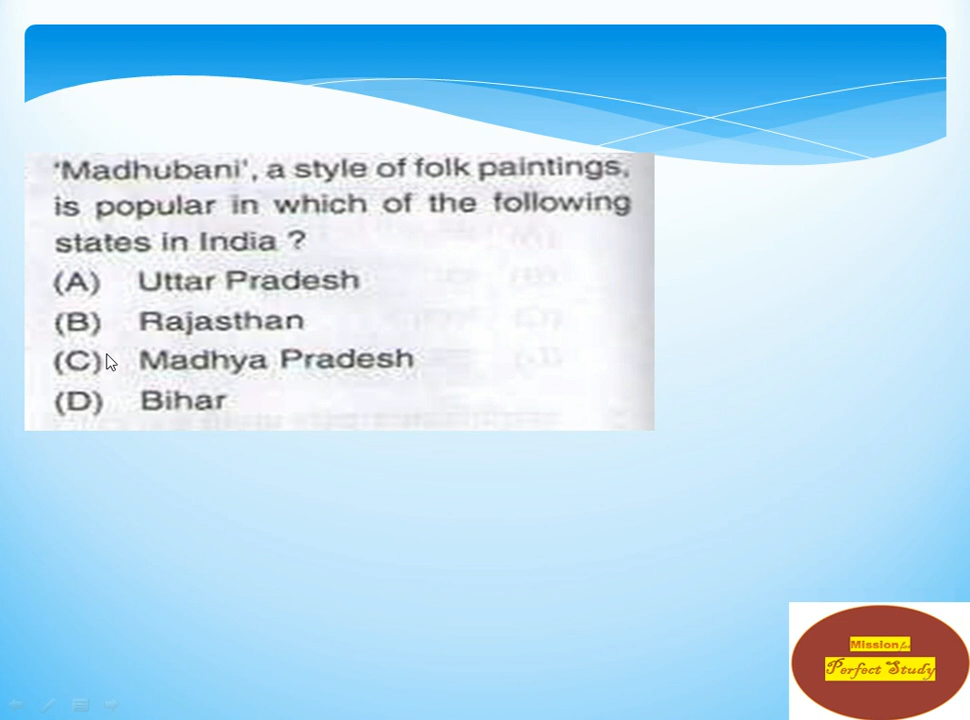 'Madhubani', a style of folk paintings,
is popular in which of the following
states in India ?
(A) Uttar Pradesh
(B) Rajasthan
(C) Madhya Pradesh
(D) Bihar
Mission for
Perfect Study